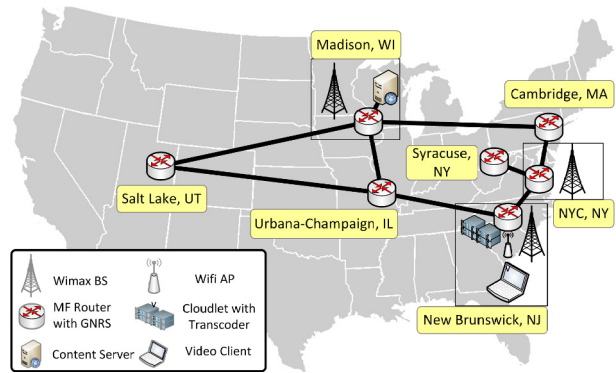 Madison, WI
Cambridge, MA
Syracuse,
NY
Salt Lake, UT
NYC, NY
Urbana-Champaign, IL
New Brunswick, NJ
Wimax BS
Wifi AP
MF Router
with GNRS
V
Cloudlet with
Transcoder
Content Server
Video Client